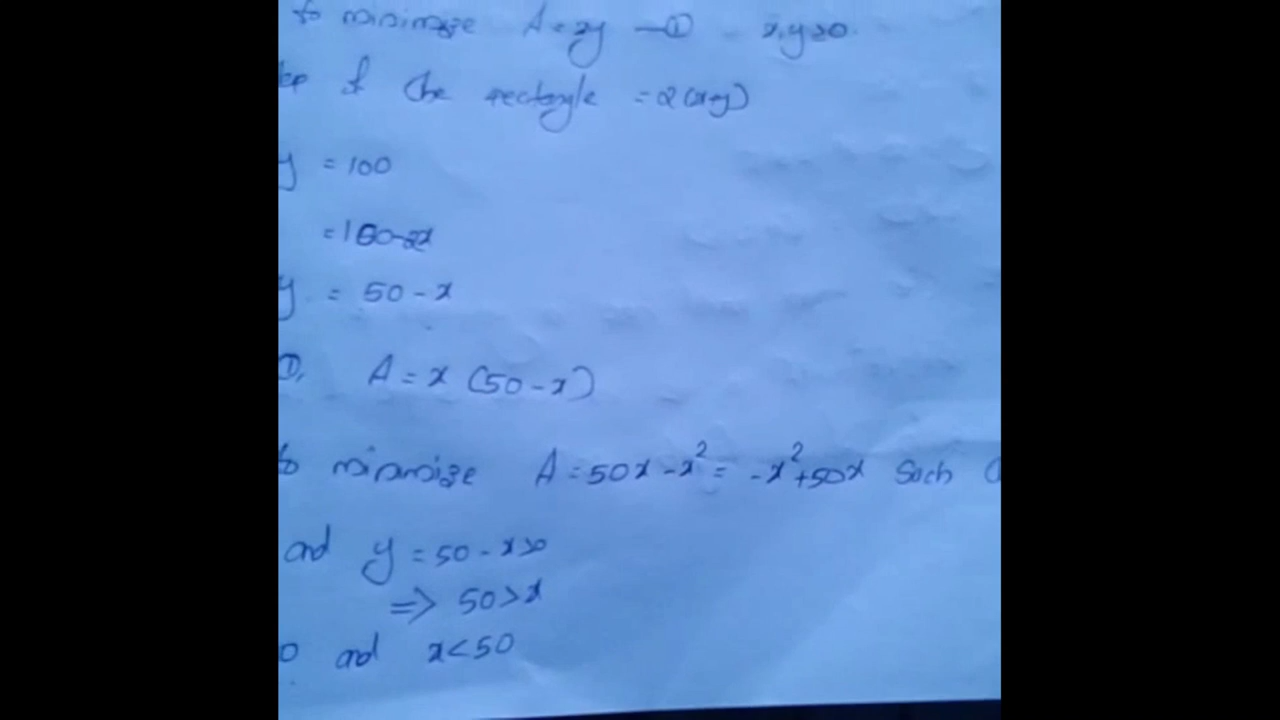 to minimize A = xy —① x,y>0.
of the rectangle = 2(x+y)
y = 100
= 100-2x
y = 50 - x
①, A = x (50-x)
to minimize A = 50x - x² = -x²+50x Such
and y = 50 - x>0
⇒ 50>x
0 and x<50